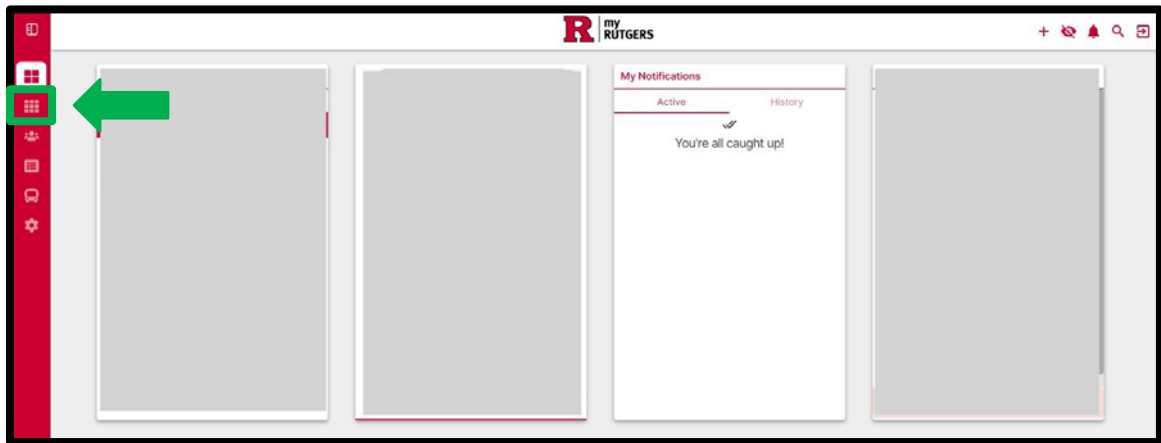 R my
RUTGERS
My Notifications
Active History
You're all caught up!